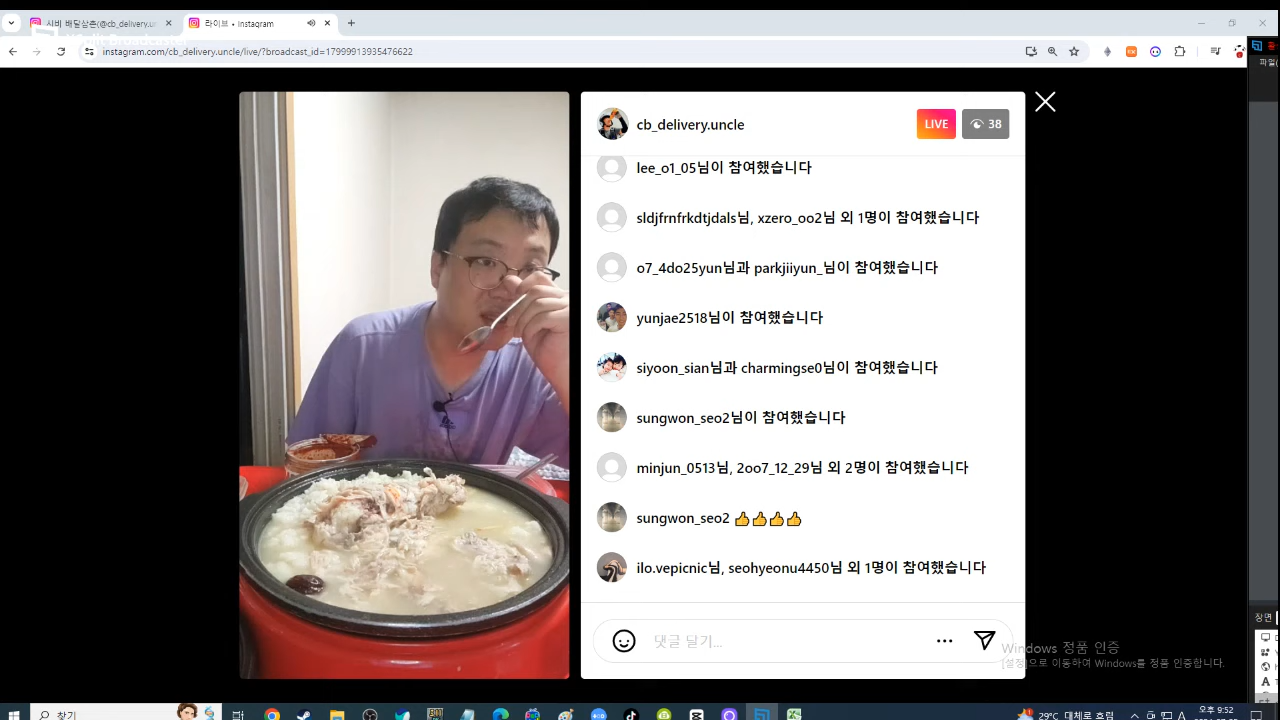 시비 배달삼촌(@cb_delivery.un
라이브 • Instagram
XSplit Broadcaster
instagram.com/cb_delivery.uncle/live/?broadcast_id=17999913935476622
파일(
cb_delivery.uncle
LIVE
38
lee_o1_05님이 참여했습니다
sldjfrnfrkdtjdals님, xzero_oo2님 외 1명이 참여했습니다
o7_4do25yun님과 parkjiiyun_님이 참여했습니다
yunjae2518님이 참여했습니다
siyoon_sian님과 charmingse0님이 참여했습니다
sungwon_seo2님이 참여했습니다
minjun_0513님, 2oo7_12_29님 외 2명이 참여했습니다
sungwon_seo2 👍👍👍👍
ilo.vepicnic님, seohyeonu4450님 외 1명이 참여했습니다
장면
댓글 달기...
Windows 정품 인증
[설정]으로 이동하여 Windows를 정품 인증합니다.
찾기
29°C 대체로 흐림
오후 9:52